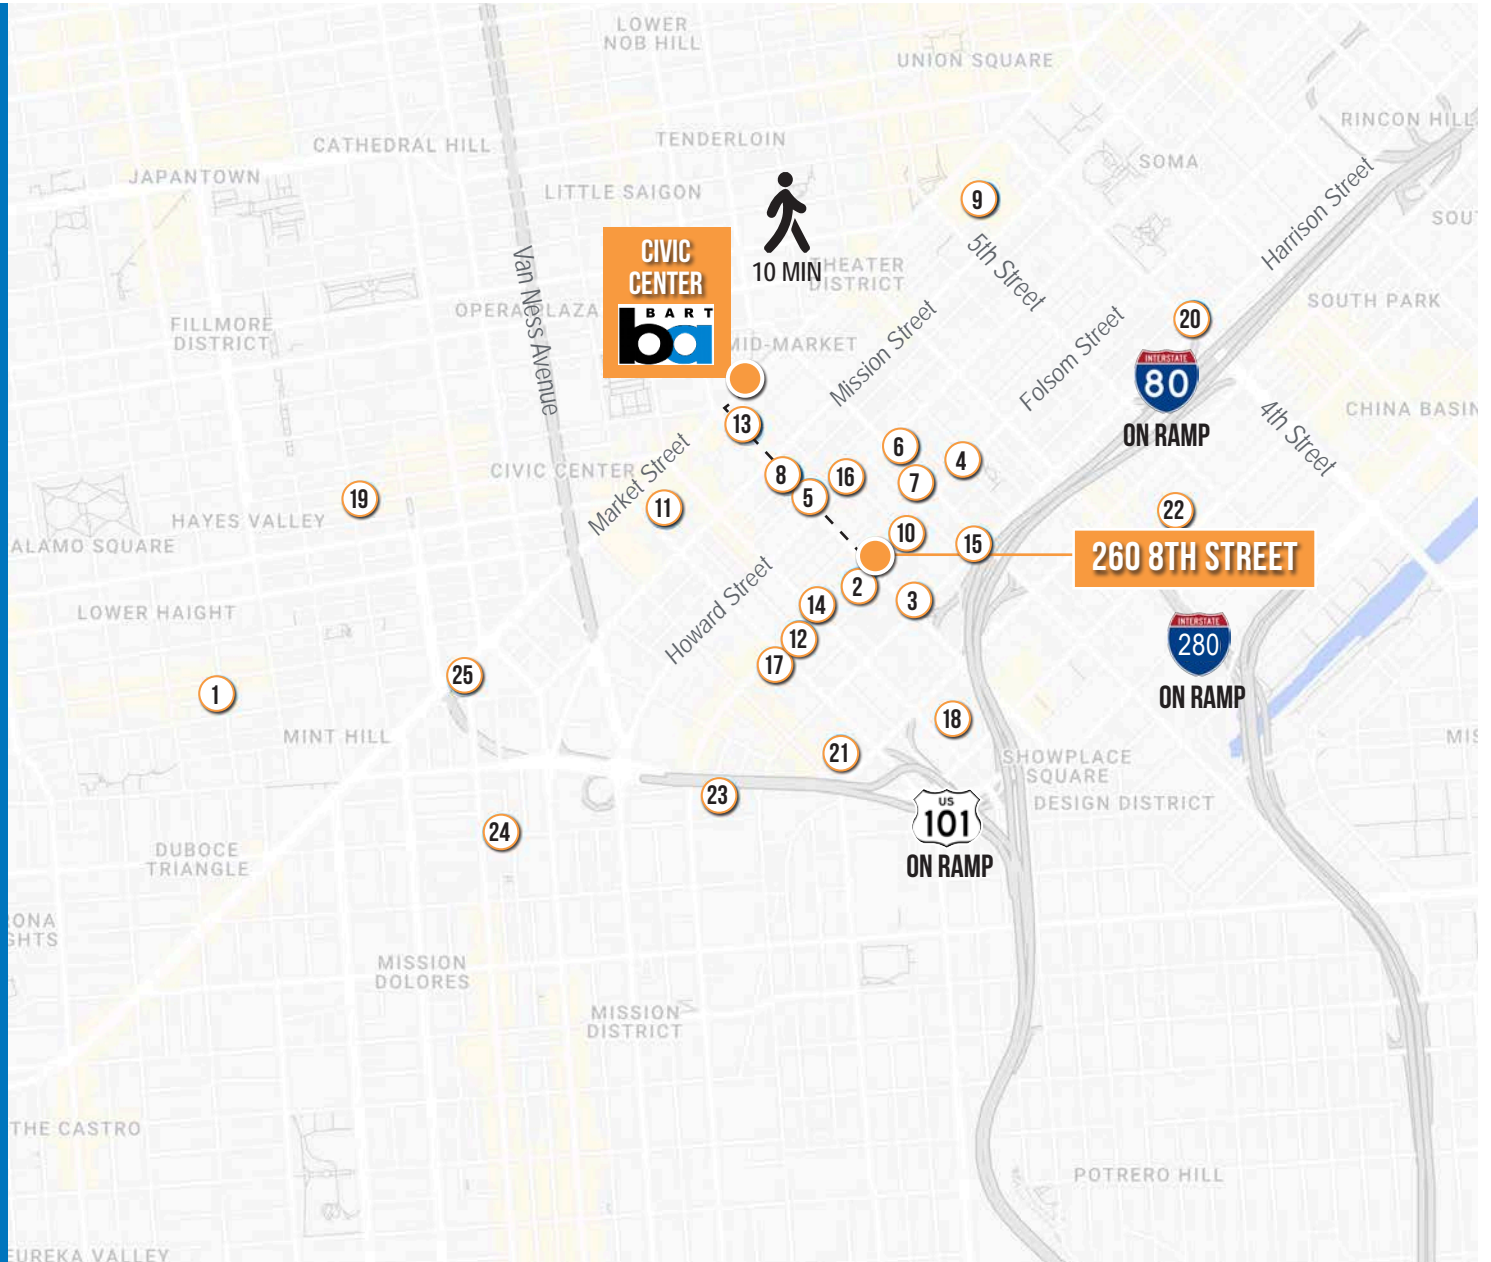 LOWER
NOB HILL
UNION SQUARE
RINCON HILL
TENDERLOIN
CATHEDRAL HILL
SOMA
JAPANTOWN
LITTLE SAIGON
9
SOU
5th Street
Harrison Street
CIVIC
CENTER
BART
ba
10 MIN
THEATER
DISTRICT
Van Ness Avenue
OPERA PLAZA
SOUTH PARK
FILLMORE
DISTRICT
20
MID-MARKET
Mission Street
Folsom Street
INTERSTATE
80
ON RAMP
CHINA BASIN
4th Street
13
6
4
CIVIC CENTER
Market Street
8
16
7
5
19
11
22
HAYES VALLEY
ALAMO SQUARE
10
15
260 8TH STREET
2
3
14
Howard Street
LOWER HAIGHT
12
17
INTERSTATE
280
ON RAMP
25
1
MINT HILL
18
MIS
21
SHOWPLACE
SQUARE
23
DESIGN DISTRICT
US
101
ON RAMP
24
DUBOCE
TRIANGLE
RONA
GHTS
MISSION
DOLORES
MISSION
DISTRICT
THE CASTRO
POTRERO HILL
EUREKA VALLEY